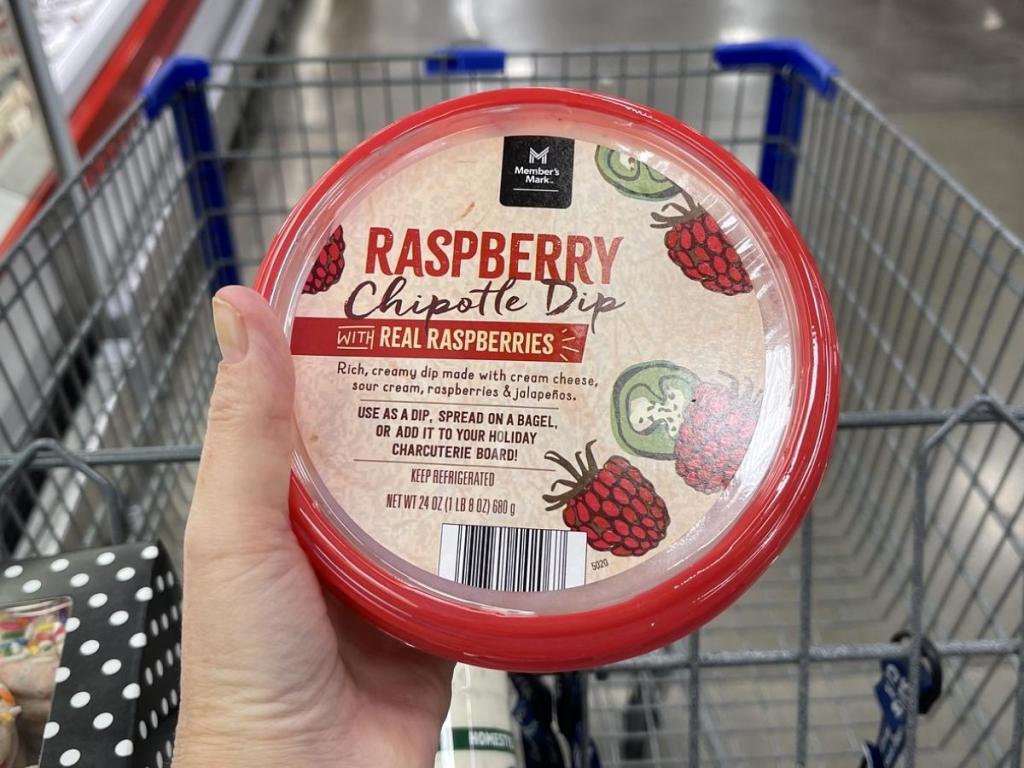 Member's
Mark™
RASPBERRY
Chipotle Dip
WITH REAL RASPBERRIES
Rich, creamy dip made with cream cheese,
sour cream, raspberries & jalapeños.
USE AS A DIP, SPREAD ON A BAGEL,
OR ADD IT TO YOUR HOLIDAY
CHARCUTERIE BOARD!
KEEP REFRIGERATED
NET WT 24 OZ (1 LB 8 OZ) 680 g
5020
HOMEST